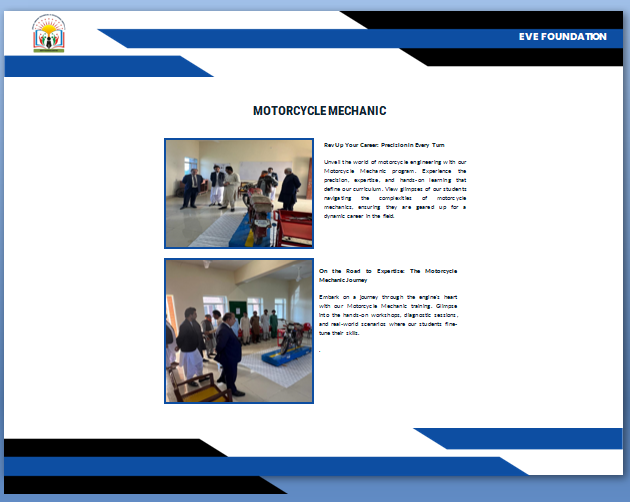 EVE FOUNDATION
MOTORCYCLE MECHANIC
Rev Up Your Career: Precision in Every Turn
Unveil the world of motorcycle engineering with our
Motorcycle Mechanic program. Experience the
precision, expertise, and hands-on learning that
define our curriculum. View glimpses of our students
navigating the complexities of motorcycle
mechanics, ensuring they are geared up for a
dynamic career in the field.
On the Road to Expertise: The Motorcycle
Mechanic Journey
Embark on a journey through the engine's heart
with our Motorcycle Mechanic training. Glimpse
into the hands-on workshops, diagnostic sessions,
and real-world scenarios where our students fine-
tune their skills.
.